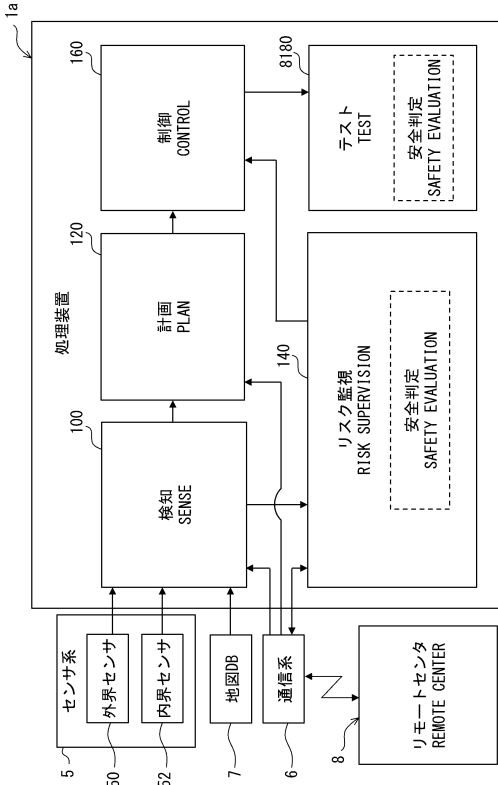 1a
処理装置
100
検知
SENSE
120
計画
PLAN
160
制御
CONTROL
140
リスク監視
RISK SUPERVISION
安全判定
SAFETY EVALUATION
8180
テスト
TEST
安全判定
SAFETY EVALUATION
5
センサ系
50
外界センサ
52
内界センサ
7
地図DB
6
通信系
8
リモートセンタ
REMOTE CENTER